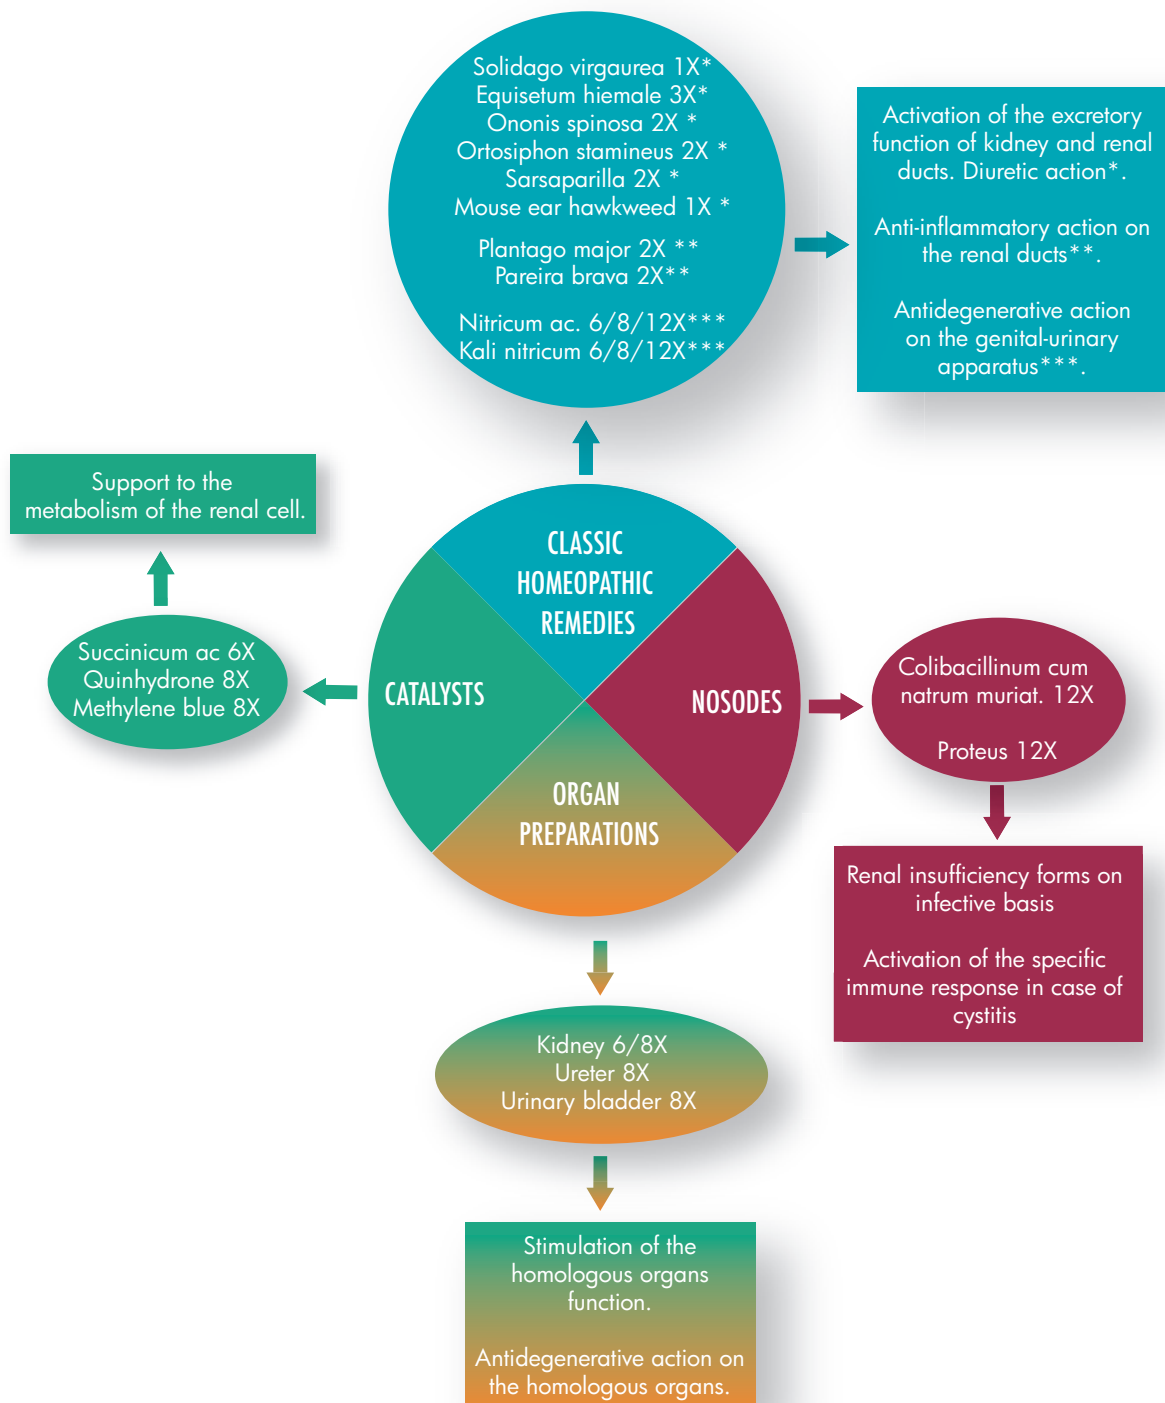 Solidago virgaurea 1X*
Equisetum hiemale 3X*
Ononis spinosa 2X *
Ortosiphon stamineus 2X *
Sarsaparilla 2X *
Mouse ear hawkweed 1X *
Plantago major 2X **
Pareira brava 2X**
Nitricum ac. 6/8/12X***
Kali nitricum 6/8/12X***
Activation of the excretory
function of kidney and renal
ducts. Diuretic action*.
Anti-inflammatory action on
the renal ducts**.
Antidegenerative action
on the genital-urinary
apparatus***.
Support to the
metabolism of the renal cell.
CLASSIC
HOMEOPATHIC
REMEDIES
Succinicum ac 6X
Quinhydrone 8X
Methylene blue 8X
CATALYSTS
NOSODES
Colibacillinum cum
natrum muriat. 12X
Proteus 12X
ORGAN
PREPARATIONS
Renal insufficiency forms on
infective basis
Activation of the specific
immune response in case of
cystitis
Kidney 6/8X
Ureter 8X
Urinary bladder 8X
Stimulation of the
homologous organs
function.
Antidegenerative action on
the homologous organs.